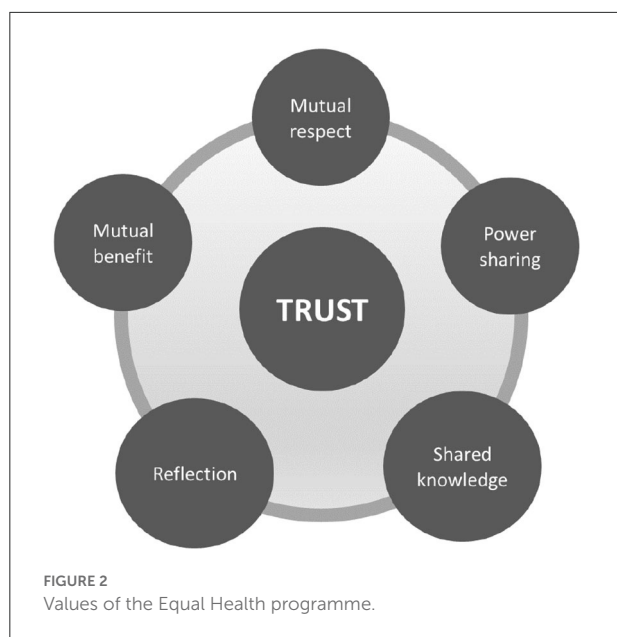 Mutual
respect
Mutual
benefit
Power
sharing
TRUST
Reflection
Shared
knowledge
FIGURE 2
Values of the Equal Health programme.